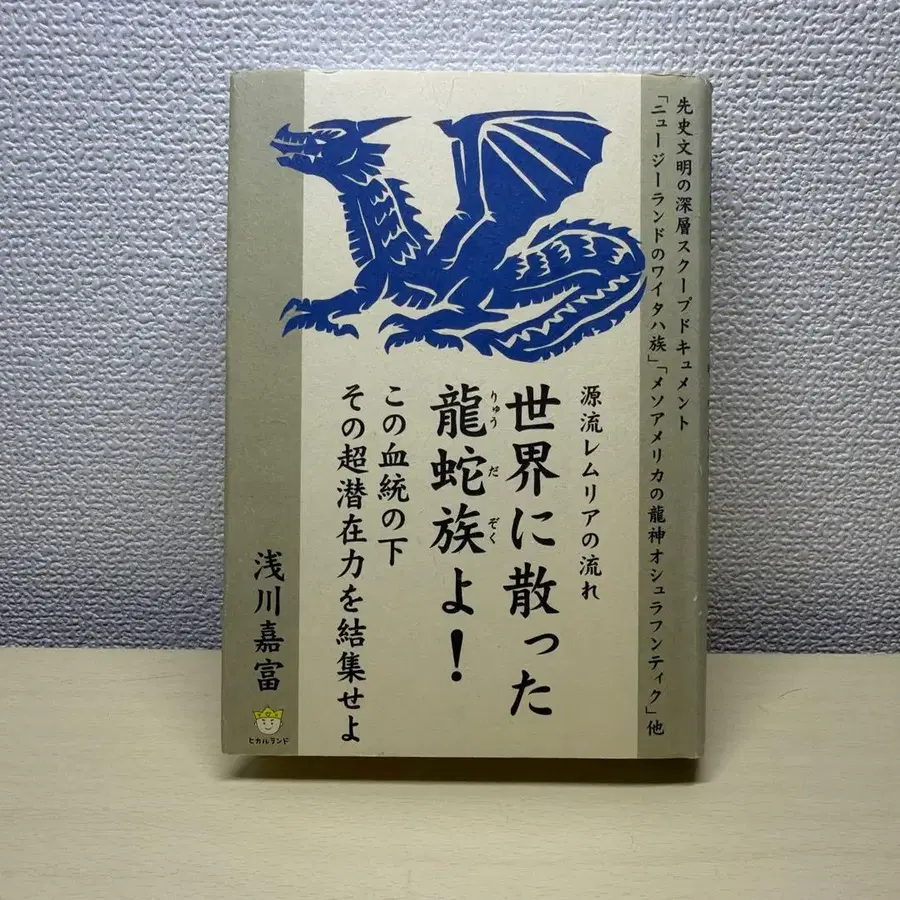 先史文明の深層スクープドキュメント
「ニュージーランドのワイタハ族」「メソアメリカの龍神オシュラフンティク」他
源流レムリアの流れ
世界に散った
龍蛇族よ!
りゅうだぞく
この血統の下
その超潜在力を結集せよ
浅川嘉富
ヒカルランド